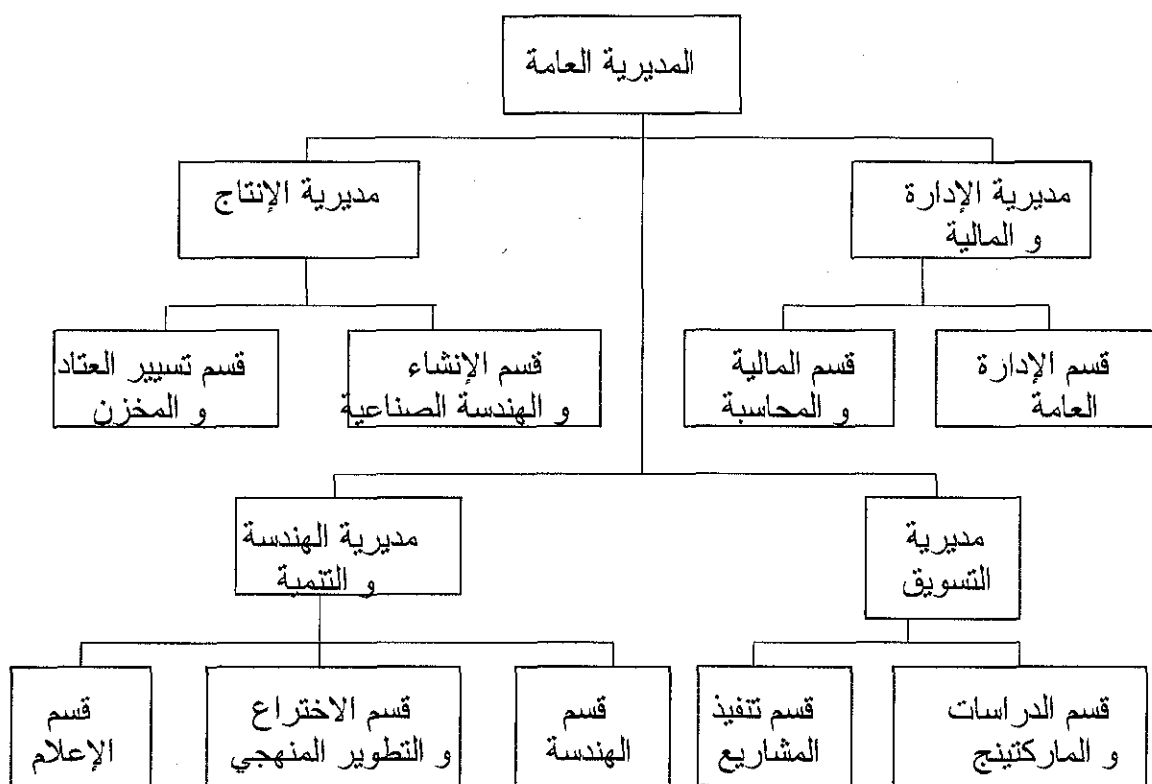 المديرية العامة
مديرية الإدارة
و المالية
مديرية الإنتاج
قسم الإدارة
العامة
قسم المالية
و المحاسبة
قسم الإنشاء
و الهندسة الصناعية
قسم تسيير العتاد
و المخزن
مديرية
التسويق
مديرية الهندسة
و التنمية
قسم الدراسات
و الماركتينج
قسم تنفيذ
المشاريع
قسم
الهندسة
قسم الاختراع
و التطوير المنهجي
قسم
الإعلام